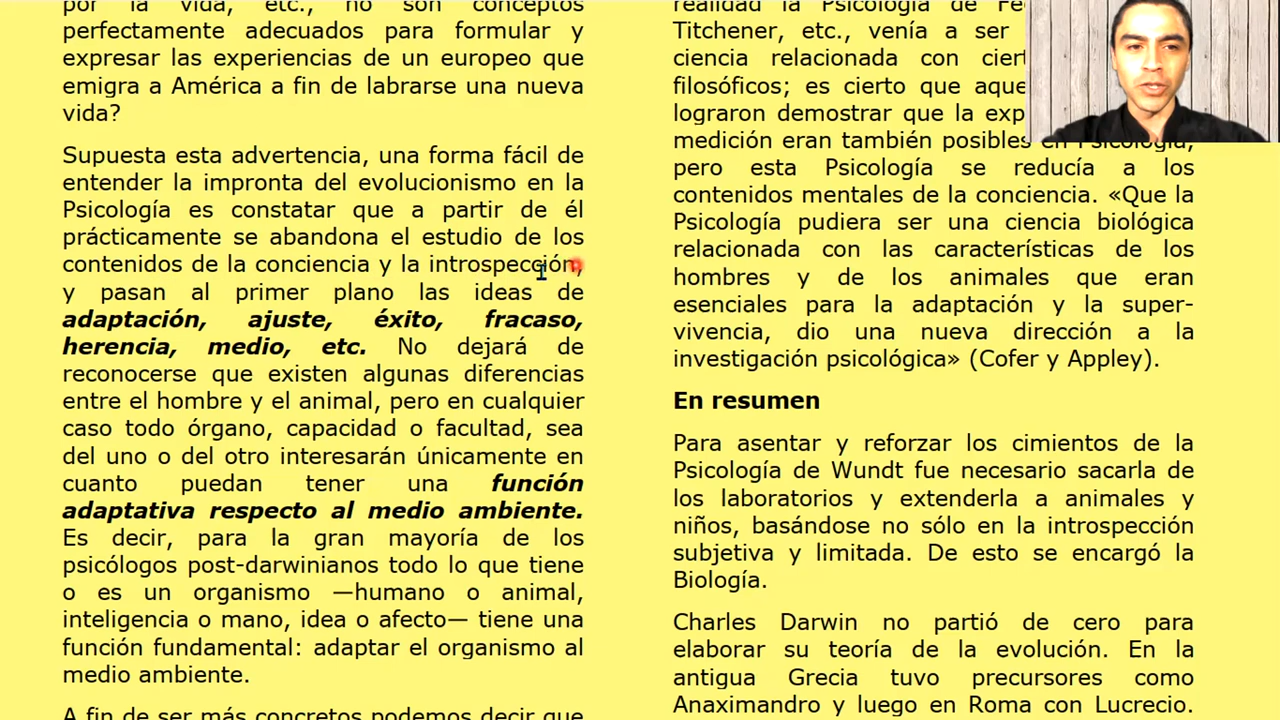 por la vida, etc., no son conceptos
perfectamente adecuados para formular y
expresar las experiencias de un europeo que
emigra a América a fin de labrarse una nueva
vida?
Supuesta esta advertencia, una forma fácil de
entender la impronta del evolucionismo en la
Psicología es constatar que a partir de él
prácticamente se abandona el estudio de los
contenidos de la conciencia y la introspección,
y pasan al primer plano las ideas de
adaptación, ajuste, éxito, fracaso,
herencia, medio, etc. No dejará de
reconocerse que existen algunas diferencias
entre el hombre y el animal, pero en cualquier
caso todo órgano, capacidad o facultad, sea
del uno o del otro interesarán únicamente en
cuanto puedan tener una función
adaptativa respecto al medio ambiente.
Es decir, para la gran mayoría de los
psicólogos post-darwinianos todo lo que tiene
o es un organismo —humano o animal,
inteligencia o mano, idea o afecto— tiene una
función fundamental: adaptar el organismo al
medio ambiente.
A fin de ser más concretos podemos decir que
realidad la Psicología de
Titchener, etc., venía a ser
ciencia relacionada con
filosóficos; es cierto que
lograron demostrar que la
medición eran también posibles en Psicología,
pero esta Psicología se reducía a los
contenidos mentales de la conciencia. «Que la
Psicología pudiera ser una ciencia biológica
relacionada con las características de los
hombres y de los animales que eran
esenciales para la adaptación y la super-
vivencia, dio una nueva dirección a la
investigación psicológica» (Cofer y Appley).
En resumen
Para asentar y reforzar los cimientos de la
Psicología de Wundt fue necesario sacarla de
los laboratorios y extenderla a animales y
niños, basándose no sólo en la introspección
subjetiva y limitada. De esto se encargó la
Biología.
Charles Darwin no partió de cero para
elaborar su teoría de la evolución. En la
antigua Grecia tuvo precursores como
Anaximandro y luego en Roma con Lucrecio.